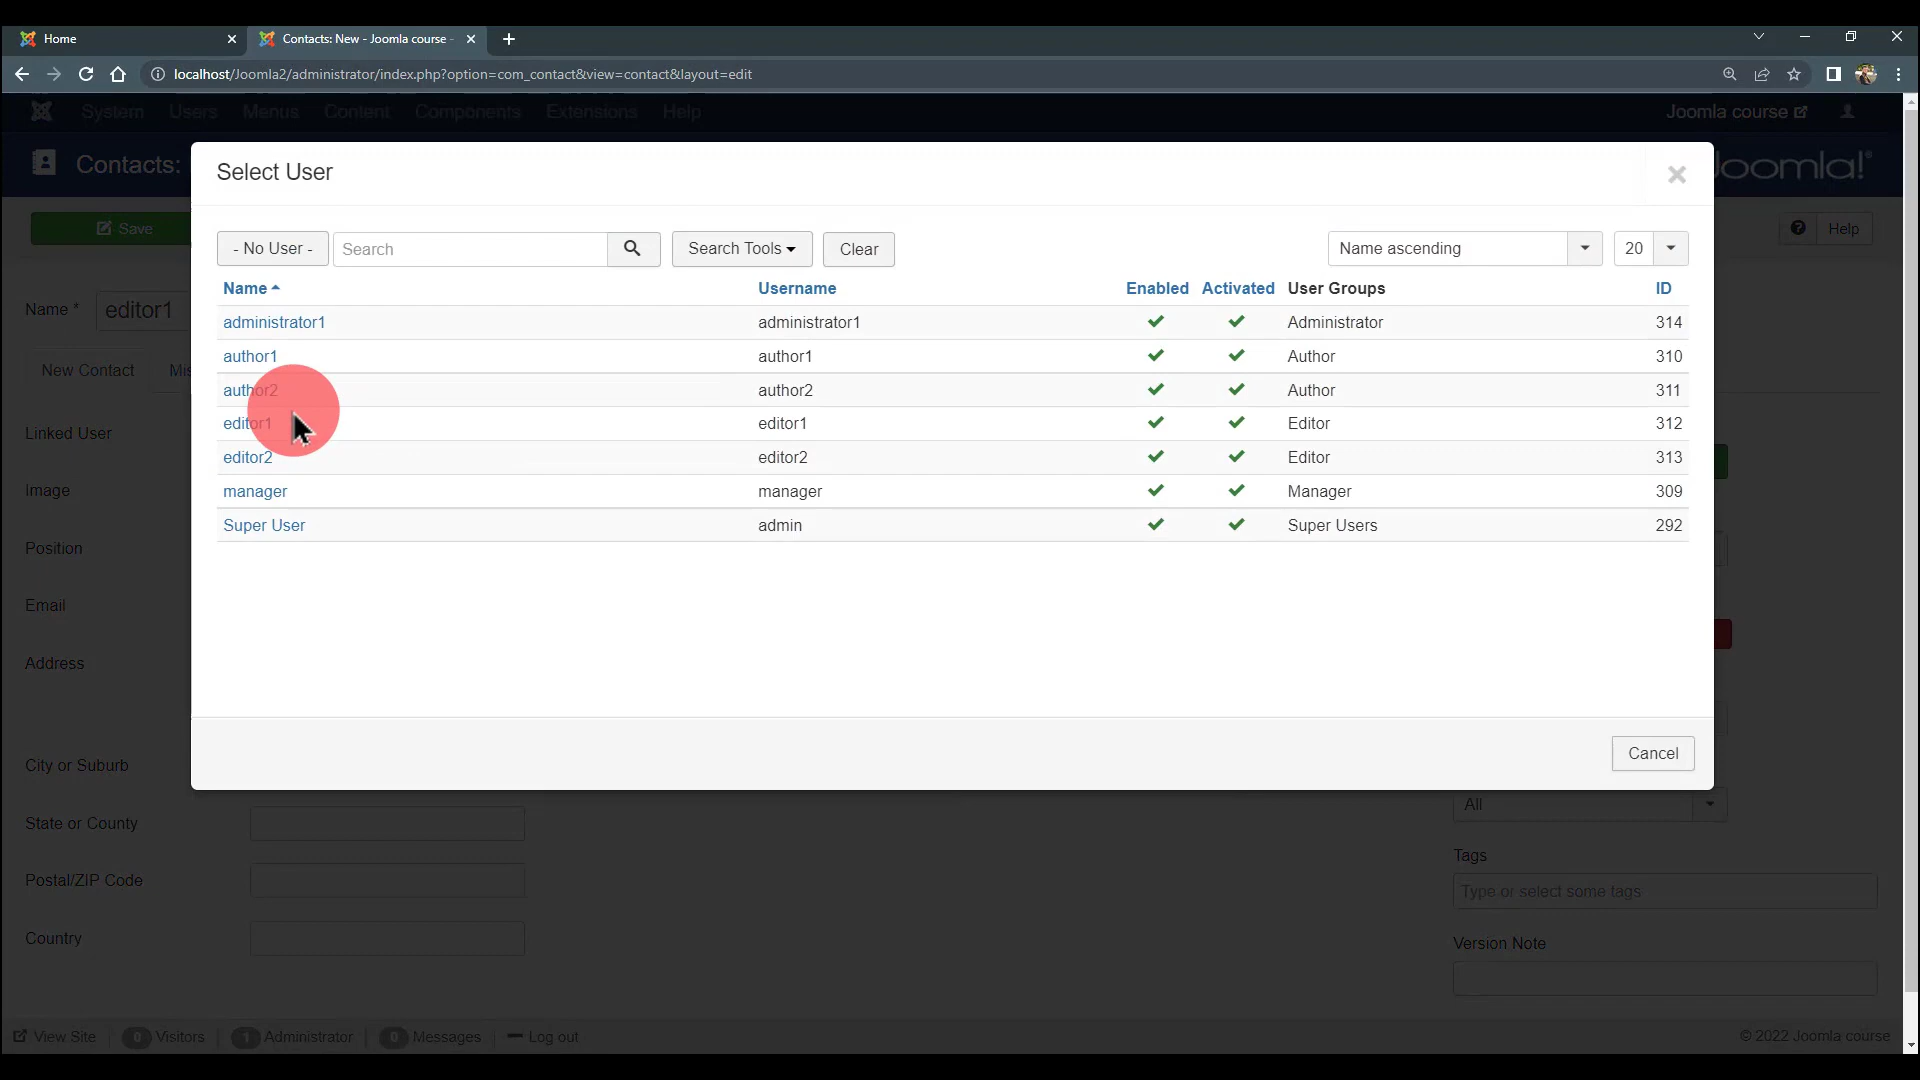 Home
Contacts: New - Joomla course -
localhost/Joomla2/administrator/index.php?option=com_contact&view=contact&layout=edit
System Users Menus Content Components Extensions Help
Joomla course
Contacts:
Joomla!®
Select User
Save
Help
- No User -
Search
Search Tools
Clear
Name ascending
20
Name Username Enabled Activated User Groups ID
administrator1 administrator1 Administrator 314
author1 author1 Author 310
author2 author2 Author 311
editor1 editor1 Editor 312
editor2 editor2 Editor 313
manager manager Manager 309
Super User admin Super Users 292
Cancel
Name * editor1
New Contact
Linked User
Image
Position
Email
Address
City or Suburb
State or County
Postal/ZIP Code
Country
All
Tags
Type or select some tags
Version Note
View Site 0 Visitors 1 Administrator 0 Messages Log out
© 2022 Joomla course